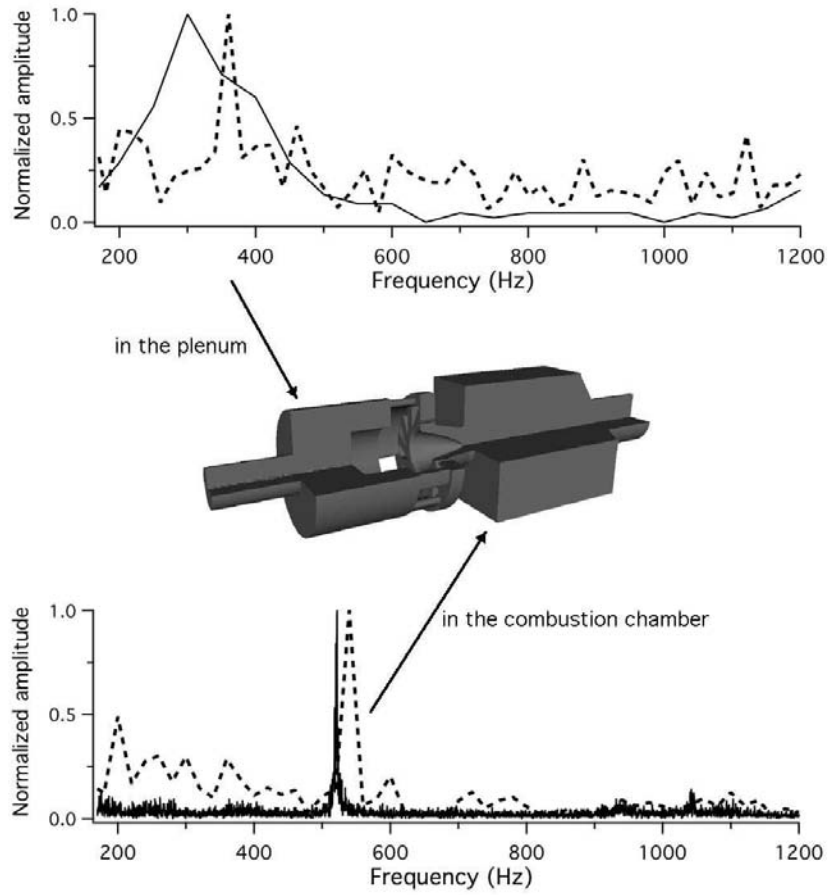 Normalized amplitude
1.0
0.5
0.0
200 400 600 800 1000 1200
Frequency (Hz)
in the plenum
in the combustion chamber
Normalized amplitude
1.0
0.5
0.0
200 400 600 800 1000 1200
Frequency (Hz)